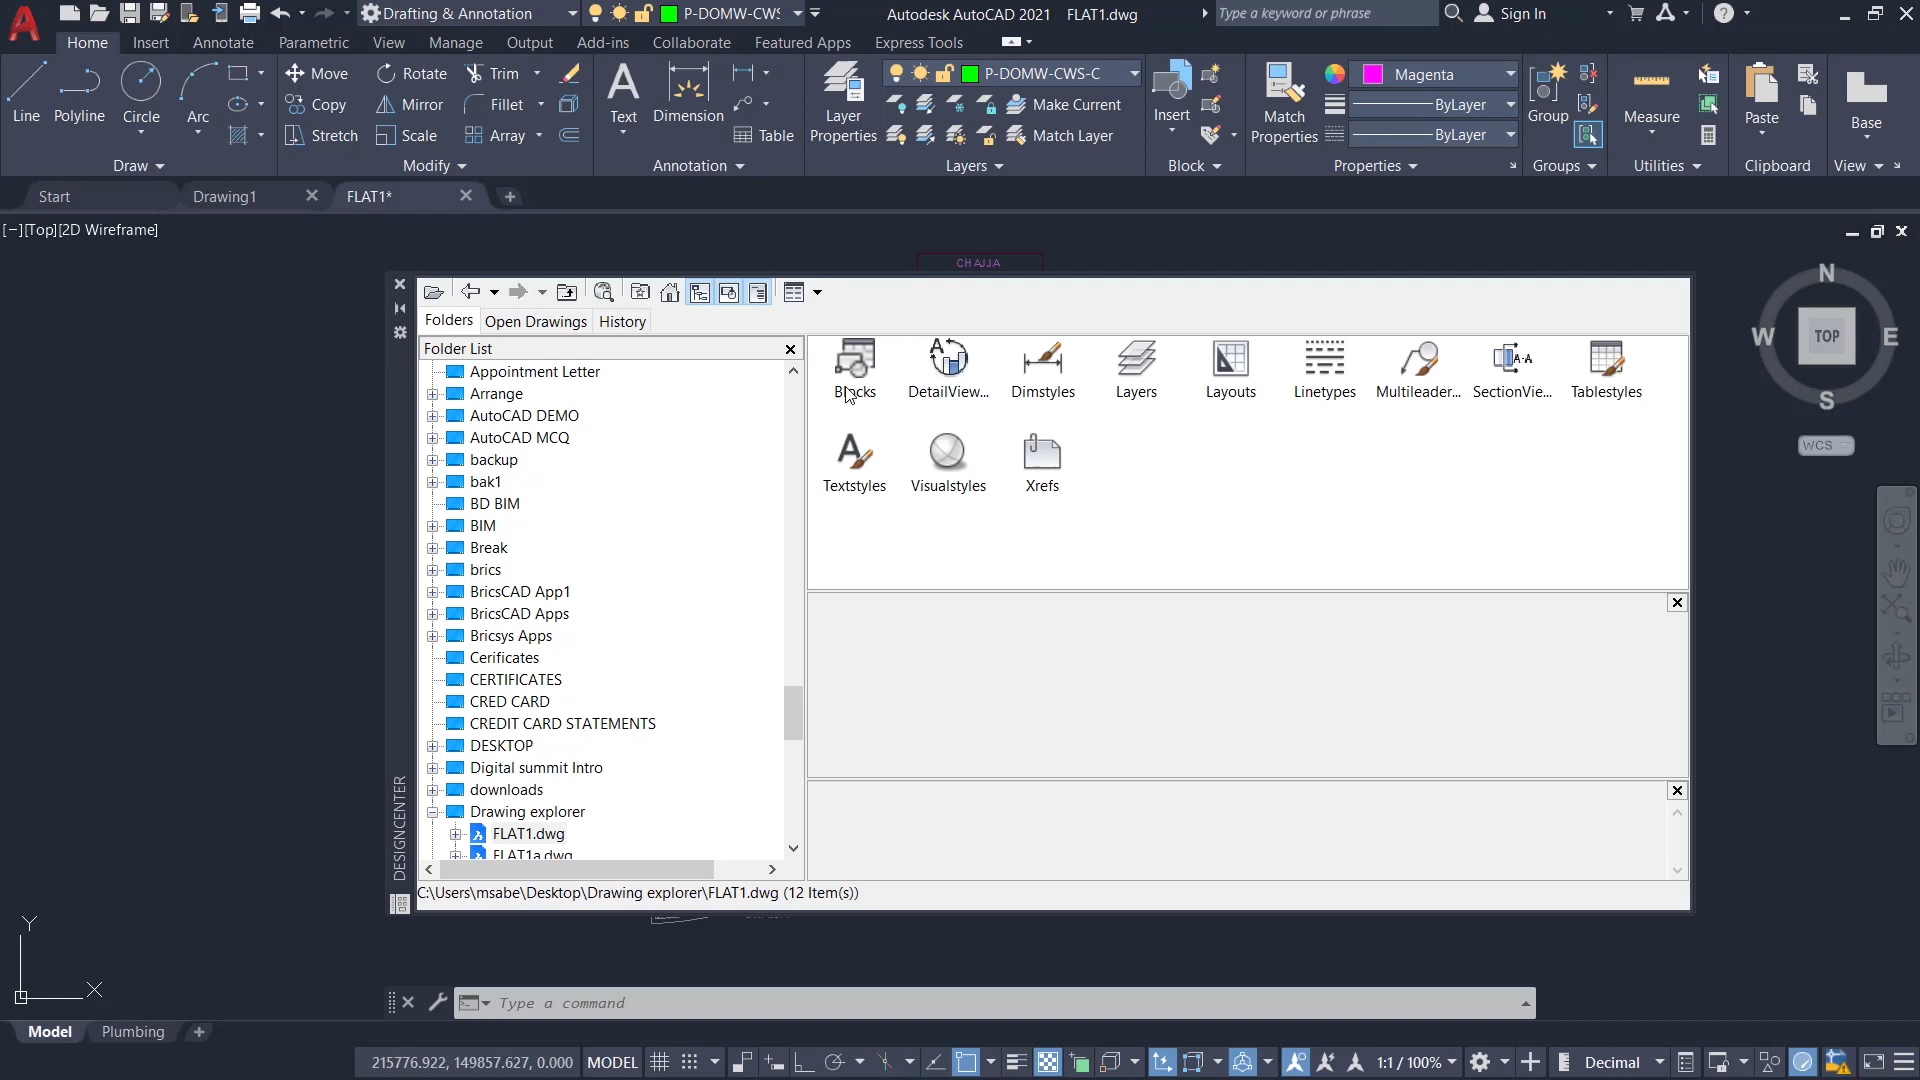 Drafting & Annotation
P-DOMW-CWS
Autodesk AutoCAD 2021 FLAT1.dwg
Type a keyword or phrase
Sign In
Home Insert Annotate Parametric View Manage Output Add-ins Collaborate Featured Apps Express Tools
Line Polyline Circle Arc
Draw
Move Rotate Trim
Copy Mirror Fillet
Stretch Scale Array
Modify
Text Dimension Table
Annotation
Layer Properties
P-DOMW-CWS-C
Make Current
Match Layer
Layers
Insert
Block
Match Properties
Magenta
ByLayer
ByLayer
Properties
Group
Groups
Measure
Utilities
Paste
Clipboard
Base
View
Start Drawing1 FLAT1*
[−][Top][2D Wireframe]
CHAJJA
N
W TOP E
S
WCS
Folders Open Drawings History
Folder List
Appointment Letter
Arrange
AutoCAD DEMO
AutoCAD MCQ
backup
bak1
BD BIM
BIM
Break
brics
BricsCAD App1
BricsCAD Apps
Bricsys Apps
Cerificates
CERTIFICATES
CRED CARD
CREDIT CARD STATEMENTS
DESKTOP
Digital summit Intro
downloads
Drawing explorer
FLAT1.dwg
FLAT1a.dwg
Blocks DetailView... Dimstyles Layers Layouts Linetypes Multileader... SectionVie... Tablestyles
Textstyles Visualstyles Xrefs
DESIGNCENTER
C:\Users\msabe\Desktop\Drawing explorer\FLAT1.dwg (12 Item(s))
Y
X
Type a command
Model Plumbing
215776.922, 149857.627, 0.000 MODEL 1:1 / 100% Decimal